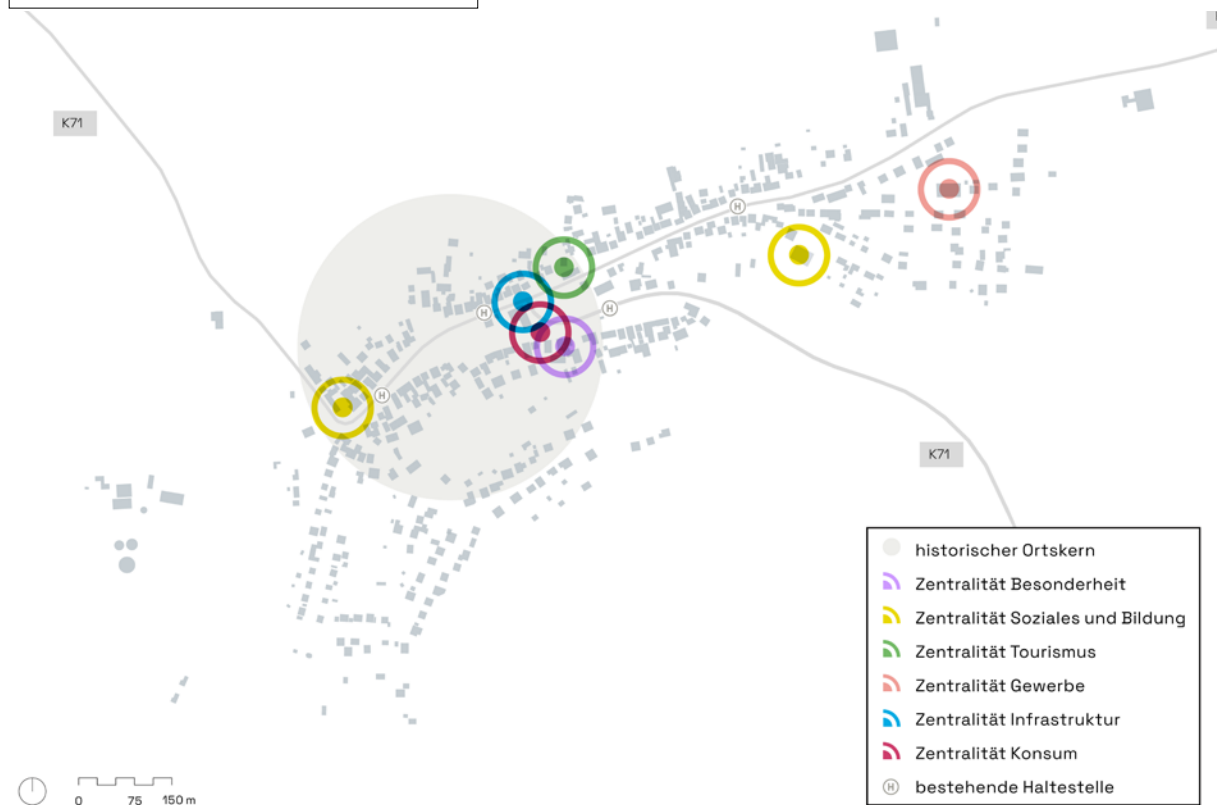 K71
H
H
H
H
K71
historischer Ortskern
Zentralität Besonderheit
Zentralität Soziales und Bildung
Zentralität Tourismus
Zentralität Gewerbe
Zentralität Infrastruktur
Zentralität Konsum
H bestehende Haltestelle
0 75 150 m